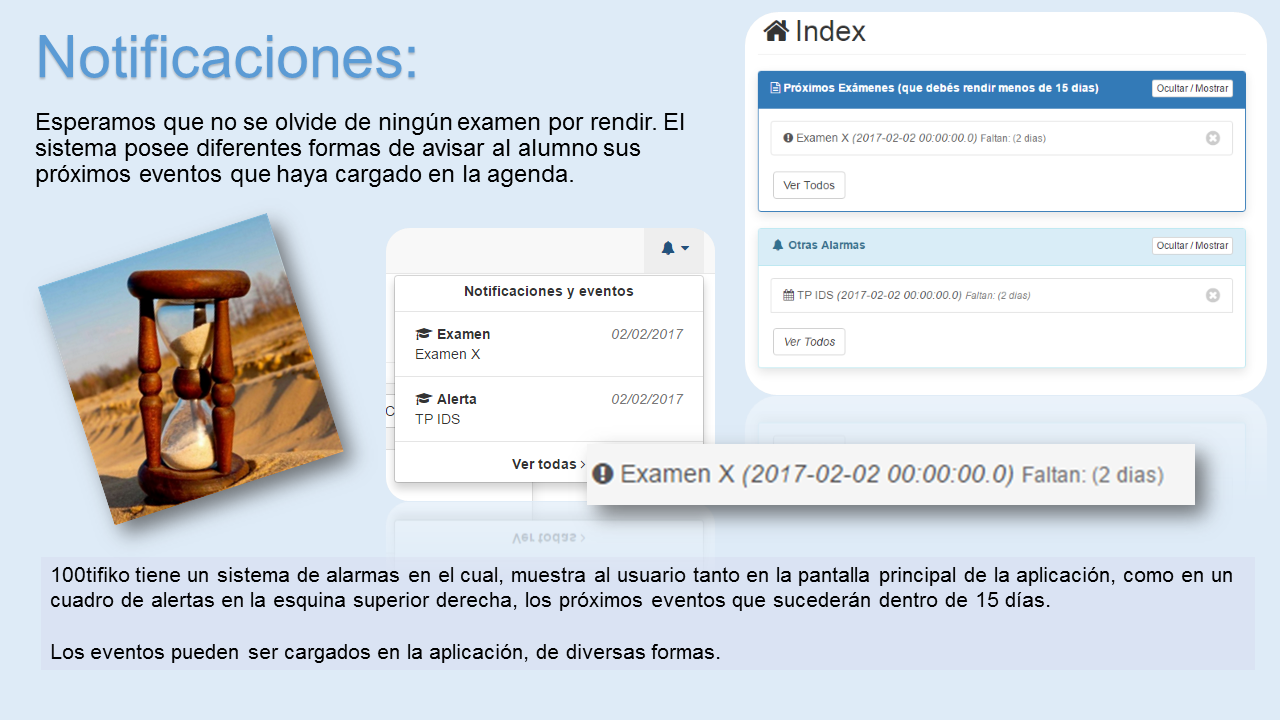 Notificaciones:
Esperamos que no se olvide de ningún examen por rendir. El
sistema posee diferentes formas de avisar al alumno sus
próximos eventos que haya cargado en la agenda.
Index
Próximos Exámenes (que debés rendir menos de 15 dias)
Ocultar / Mostrar
Examen X (2017-02-02 00:00:00.0) Faltan: (2 dias)
Ver Todos
Otras Alarmas
Ocultar / Mostrar
TP IDS (2017-02-02 00:00:00.0) Faltan: (2 dias)
Ver Todos
Notificaciones y eventos
Examen 02/02/2017
Examen X
Alerta 02/02/2017
TP IDS
C
Ver todas >
Examen X (2017-02-02 00:00:00.0) Faltan: (2 dias)
Ver todas >
100tifiko tiene un sistema de alarmas en el cual, muestra al usuario tanto en la pantalla principal de la aplicación, como en un
cuadro de alertas en la esquina superior derecha, los próximos eventos que sucederán dentro de 15 días.
Los eventos pueden ser cargados en la aplicación, de diversas formas.